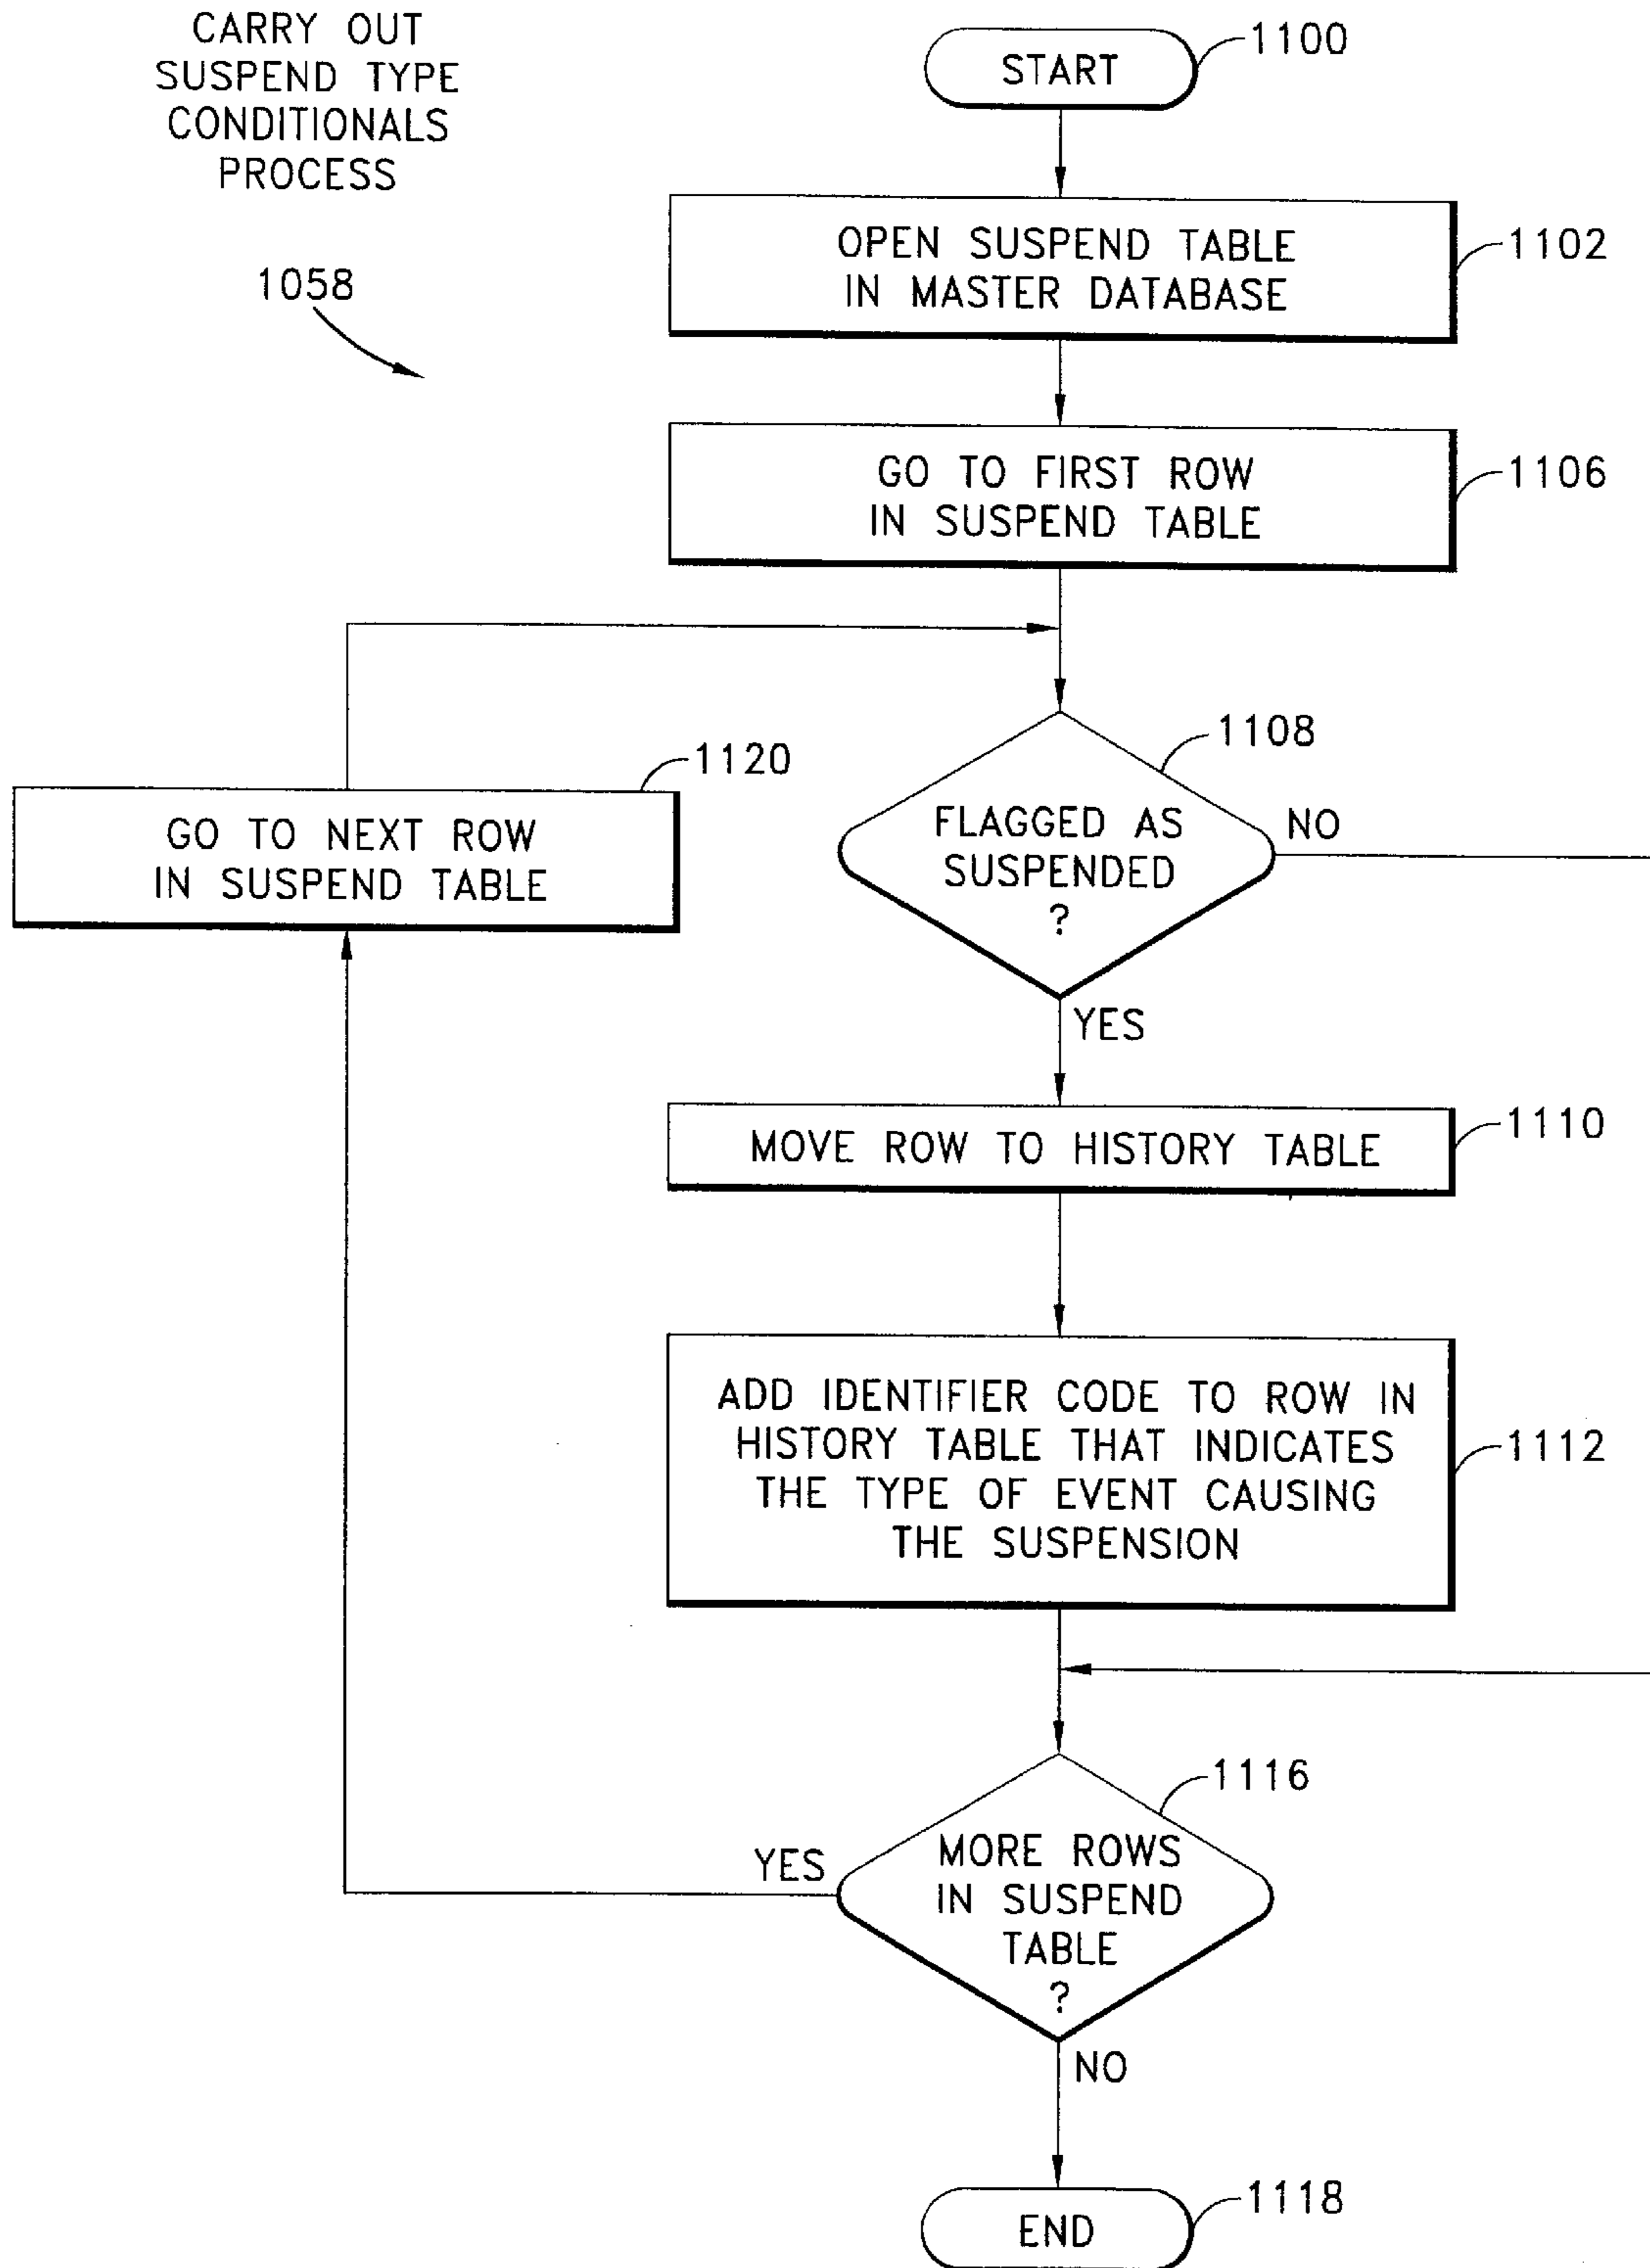 CARRY OUT
SUSPEND TYPE
CONDITIONALS
PROCESS
1058
START
1100
OPEN SUSPEND TABLE
IN MASTER DATABASE
1102
GO TO FIRST ROW
IN SUSPEND TABLE
1106
1120
GO TO NEXT ROW
IN SUSPEND TABLE
1108
FLAGGED AS
SUSPENDED
?
NO
YES
MOVE ROW TO HISTORY TABLE
1110
ADD IDENTIFIER CODE TO ROW IN
HISTORY TABLE THAT INDICATES
THE TYPE OF EVENT CAUSING
THE SUSPENSION
1112
1116
MORE ROWS
IN SUSPEND
TABLE
?
YES
NO
END
1118